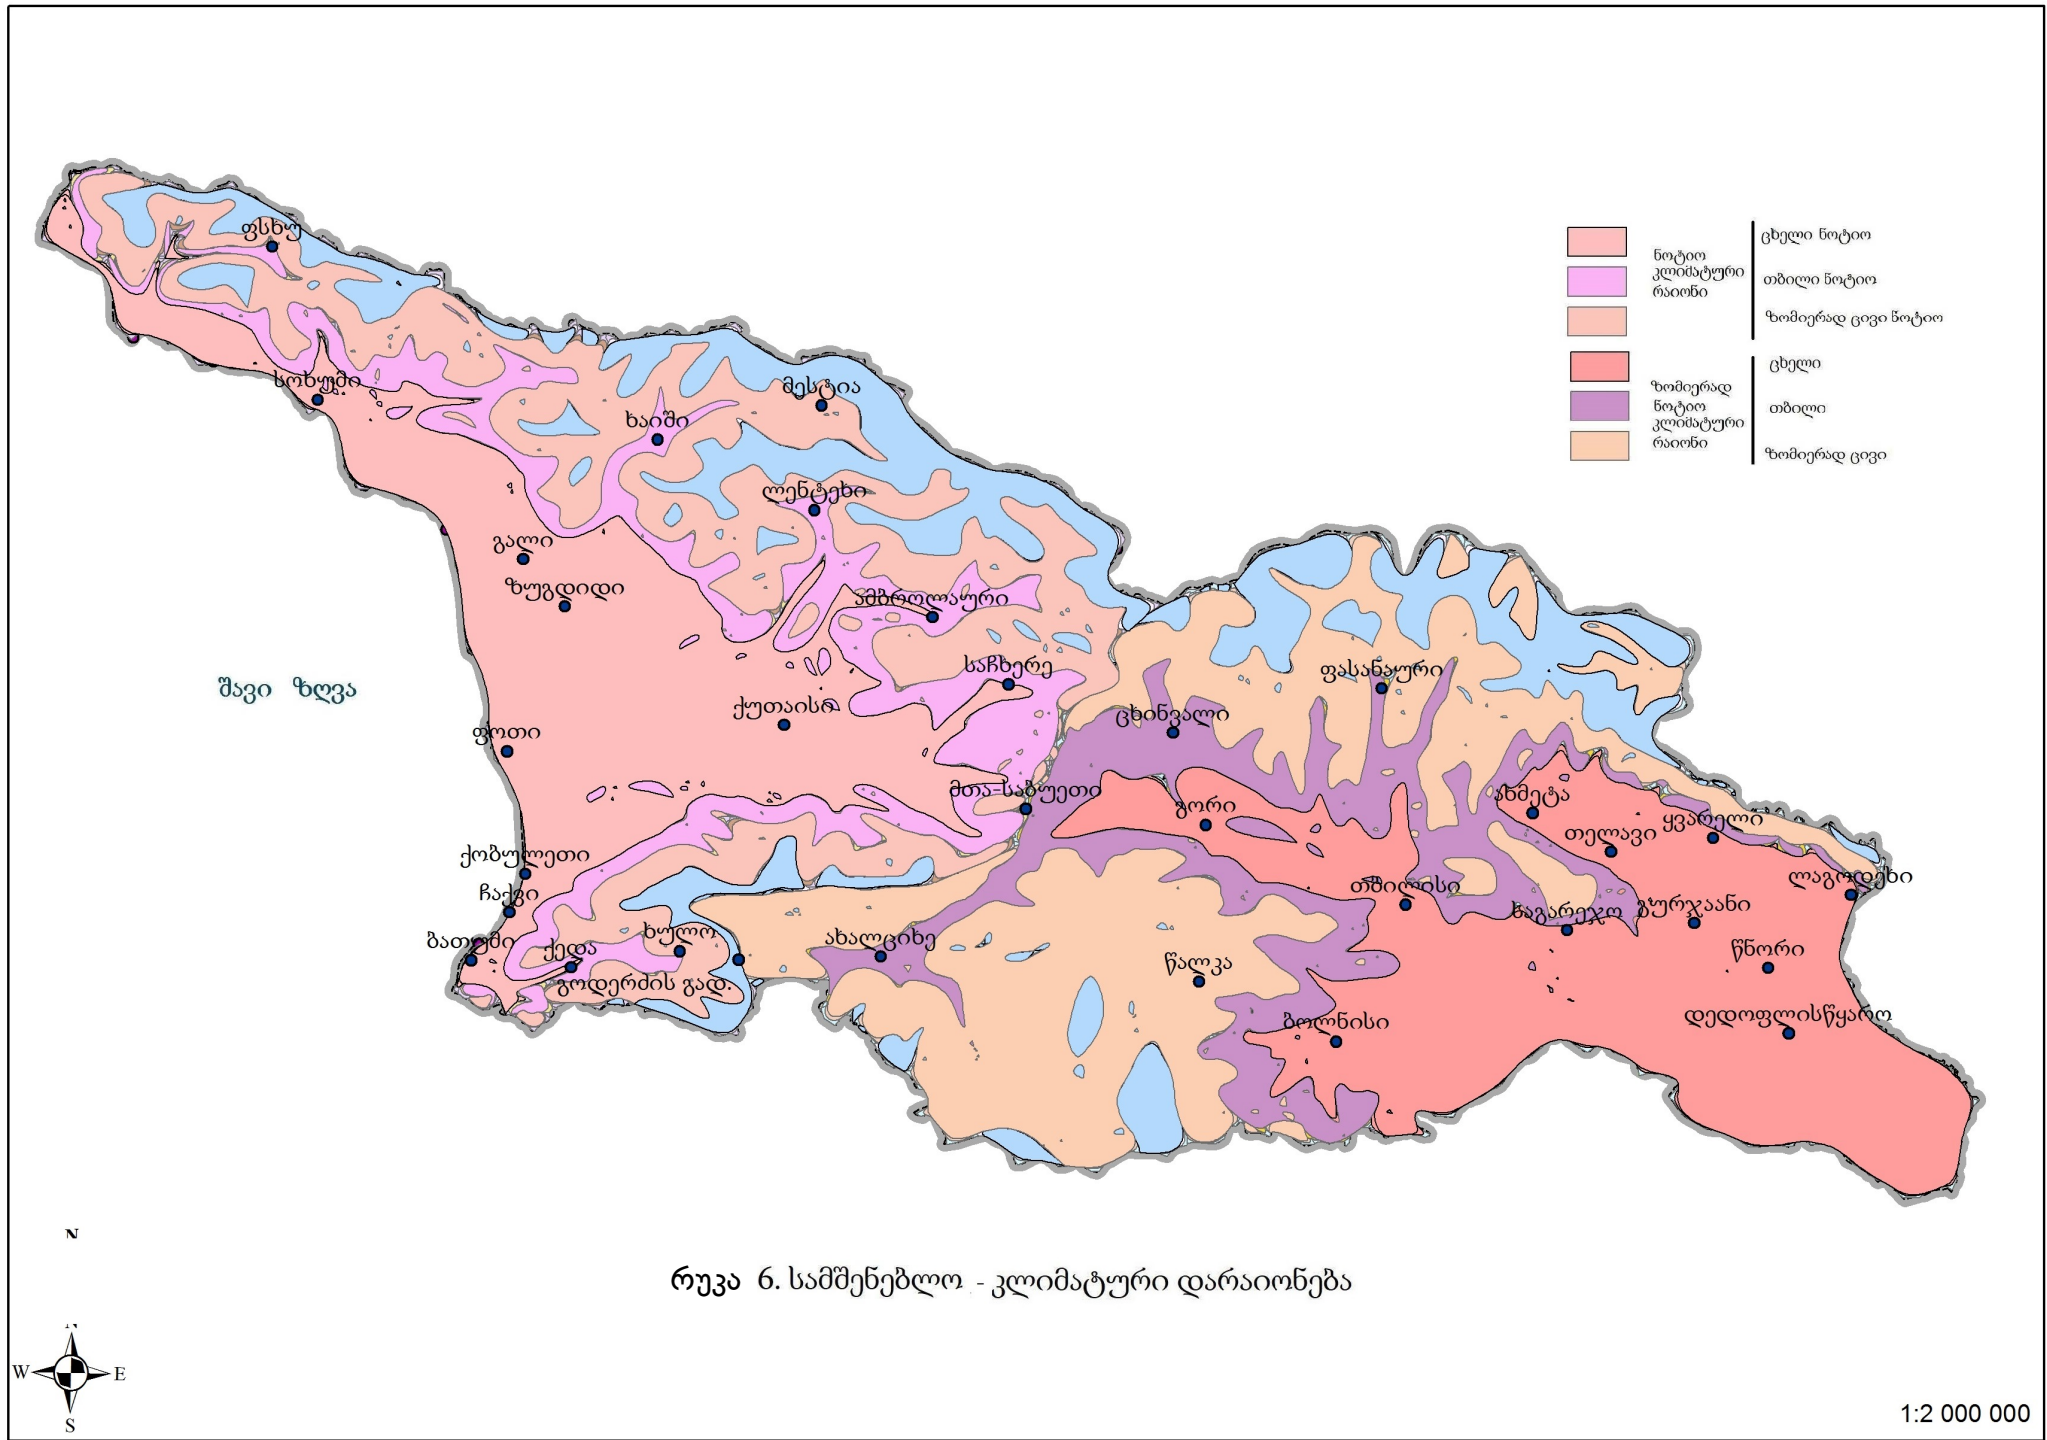 ცხელი ნოტიო
ნოტიო
კლიმატური
რაიონი
თბილი ნოტიო
ზომიერად ცივი ნოტიო
ცხელი
ზომიერად
ნოტიო
კლიმატური
რაიონი
თბილი
ზომიერად ცივი
ფსხუ
სოხუმი
მესტია
ხაიში
ლენტეხი
გალი
ზუგდიდი
ამბროლაური
საჩხერე
ფასანაური
შავი ზღვა
ქუთაისი
ცხინვალი
ფოთი
მთა-საბუეთი
გორი
ახმეტა
ყვარელი
თელავი
ქობულეთი
ჩაქვი
თბილისი
ლაგოდეხი
საგარეჯო
გურჯაანი
ბათუმი
ქედა
ხულო
ახალციხე
წალკა
წნორი
გოდერძის გად.
ბოლნისი
დედოფლისწყარო
რუკა 6. სამშენებლო - კლიმატური დარაიონება
N
N
W
E
S
1:2 000 000